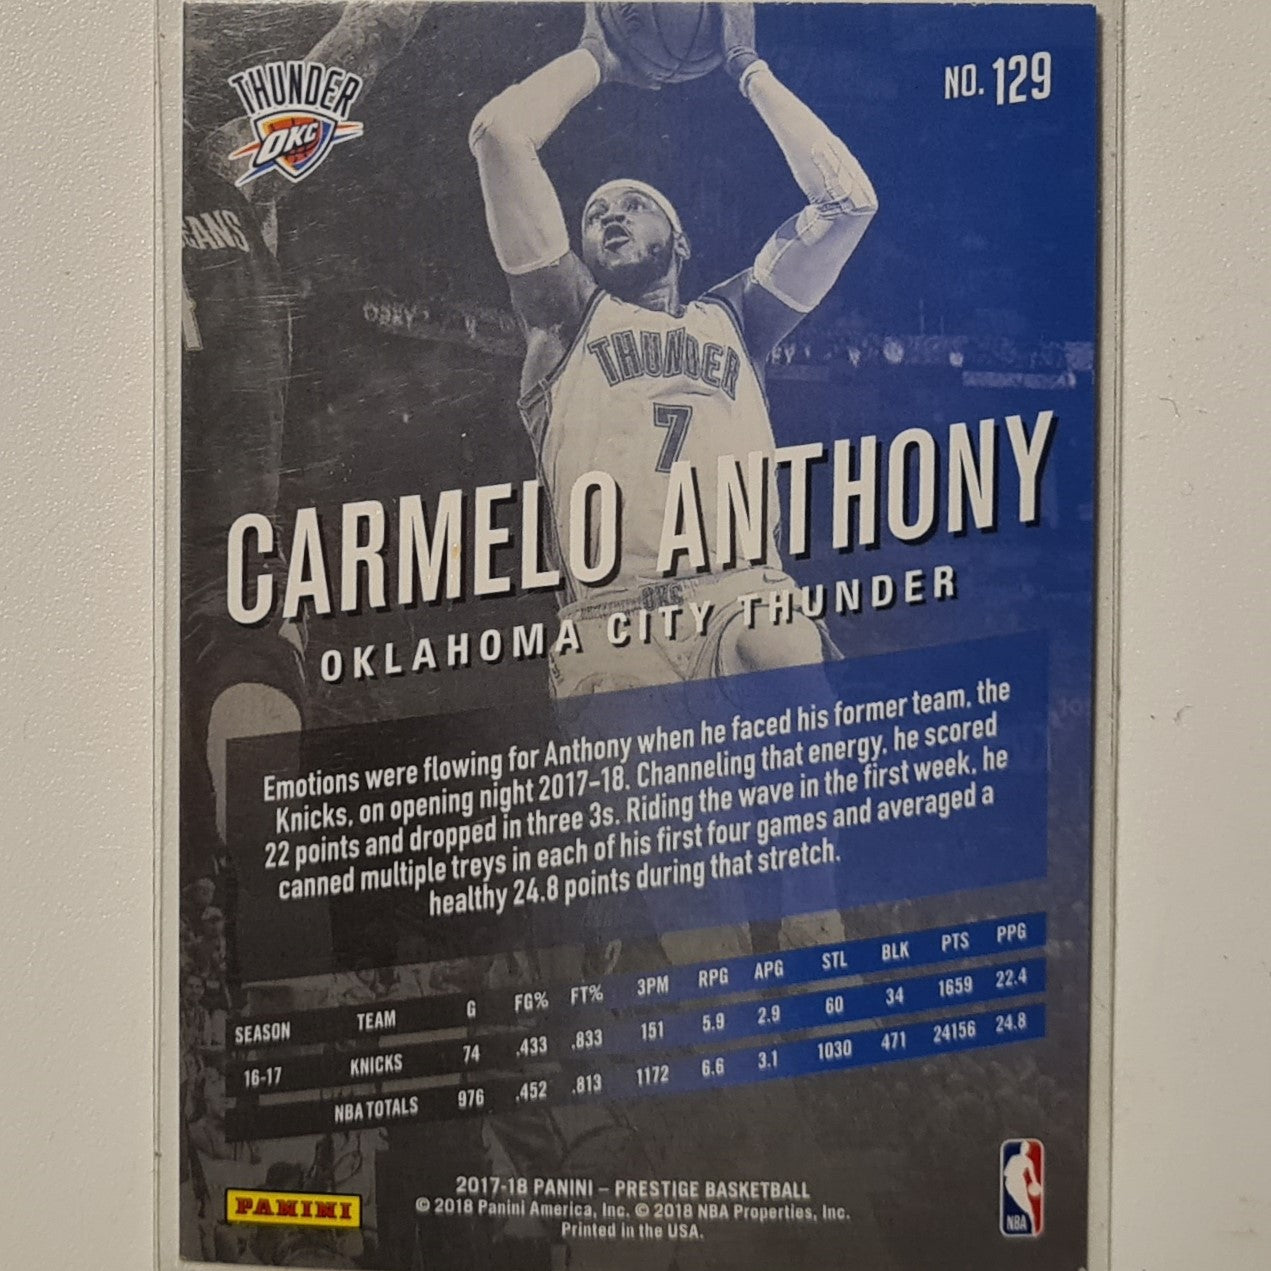 THUNDER
OKC
NO. 129
CANS
THUNDER
7
CARMELO ANTHONY
OKC
OKLAHOMA CITY THUNDER
Emotions were flowing for Anthony when he faced his former team, the
Knicks, on opening night 2017-18. Channeling that energy, he scored
22 points and dropped in three 3s. Riding the wave in the first week, he
canned multiple treys in each of his first four games and averaged a
healthy 24.8 points during that stretch.
SEASON TEAM G FG% FT% 3PM RPG APG STL BLK PTS PPG
16-17 KNICKS 74 .433 .833 151 5.9 2.9 60 34 1659 22.4
NBA TOTALS 976 .452 .813 1172 6.6 3.1 1030 471 24156 24.8
PANINI
2017-18 PANINI – PRESTIGE BASKETBALL
© 2018 Panini America, Inc. © 2018 NBA Properties, Inc.
Printed in the USA.
NBA